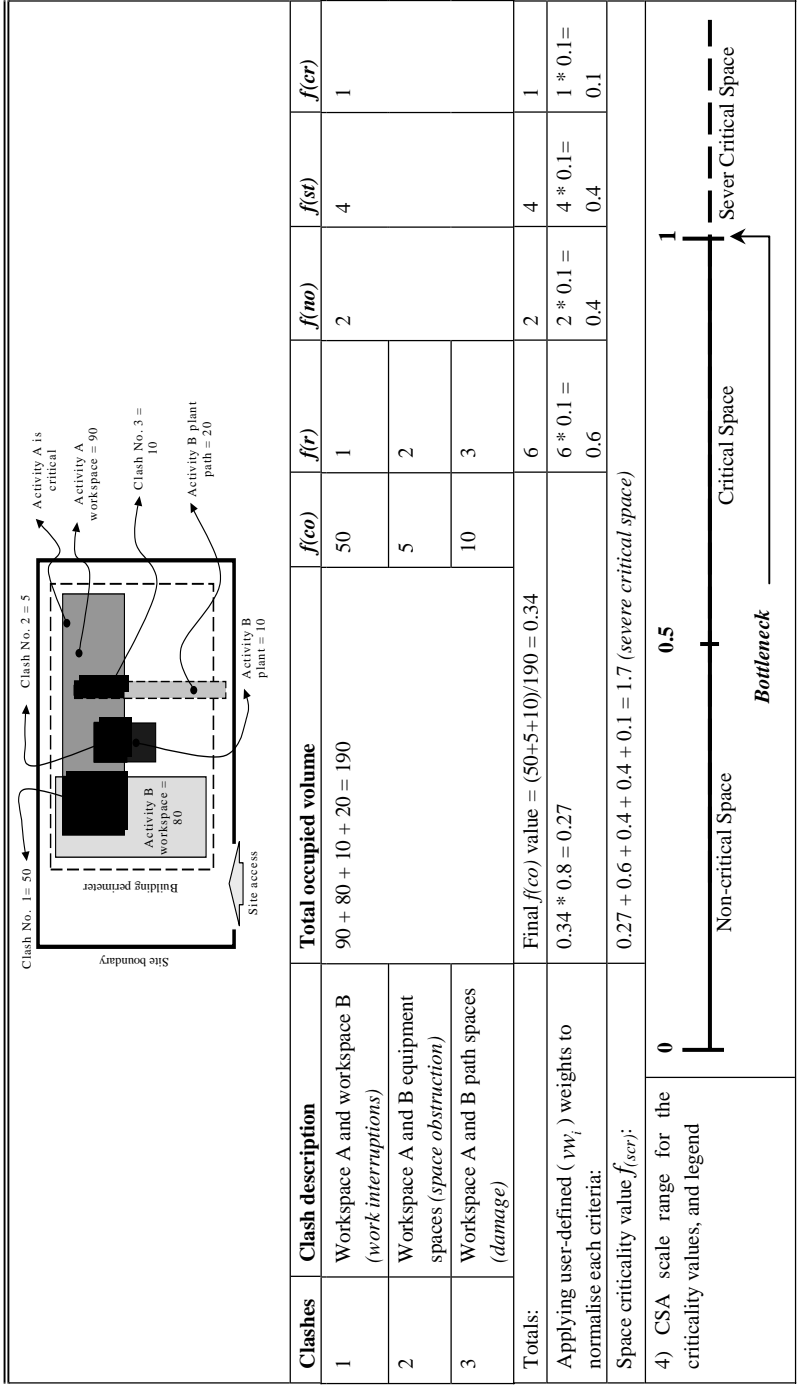 Clash No. 1= 50
Clash No. 2 = 5
Activity A is
critical
Activity A
workspace = 90
Clash No. 3 =
10
Activity B plant
path = 20
Activity B
plant = 10
Activity B
workspace =
80
Building perimeter
Site boundary
Site access
Clashes Clash description Total occupied volume f(co) f(r) f(no) f(st) f(cr)
1 Workspace A and workspace B 90 + 80 + 10 + 20 = 190 50 1 2 4 1
(work interruptions)
2 Workspace A and B equipment 5 2
spaces (space obstruction)
3 Workspace A and B path spaces 10 3
(damage)
Totals: Final f(co) value = (50+5+10)/190 = 0.34 6 2 4 1
Applying user-defined ( vwi ) weights to 0.34 * 0.8 = 0.27 6 * 0.1 = 2 * 0.1 = 4 * 0.1= 1 * 0.1=
normalise each criteria: 0.6 0.4 0.4 0.1
Space criticality value f(scr): 0.27 + 0.6 + 0.4 + 0.4 + 0.1 = 1.7 (severe critical space)
4) CSA scale range for the
criticality values, and legend
0 0.5 1
Non-critical Space Critical Space Sever Critical Space
Bottleneck